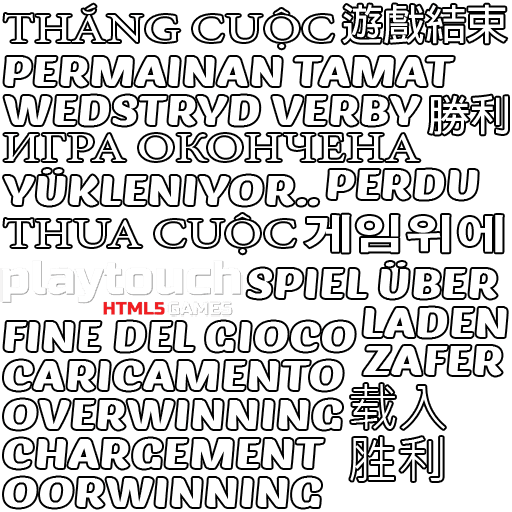 THẮNG CUỘC 遊戲結束
PERMAINAN TAMAT
WEDSTRYD VERBY 勝利
ИГРА ОКОНЧЕНА
YÜKLENIYOR.. PERDU
THUA CUỘC 게임위에
playtouch SPIEL ÜBER
HTML5 GAMES
FINE DEL GIOCO LADEN
CARICAMENTO ZAFER
OVERWINNING 载入
CHARGEMENT 胜利
OORWINNING